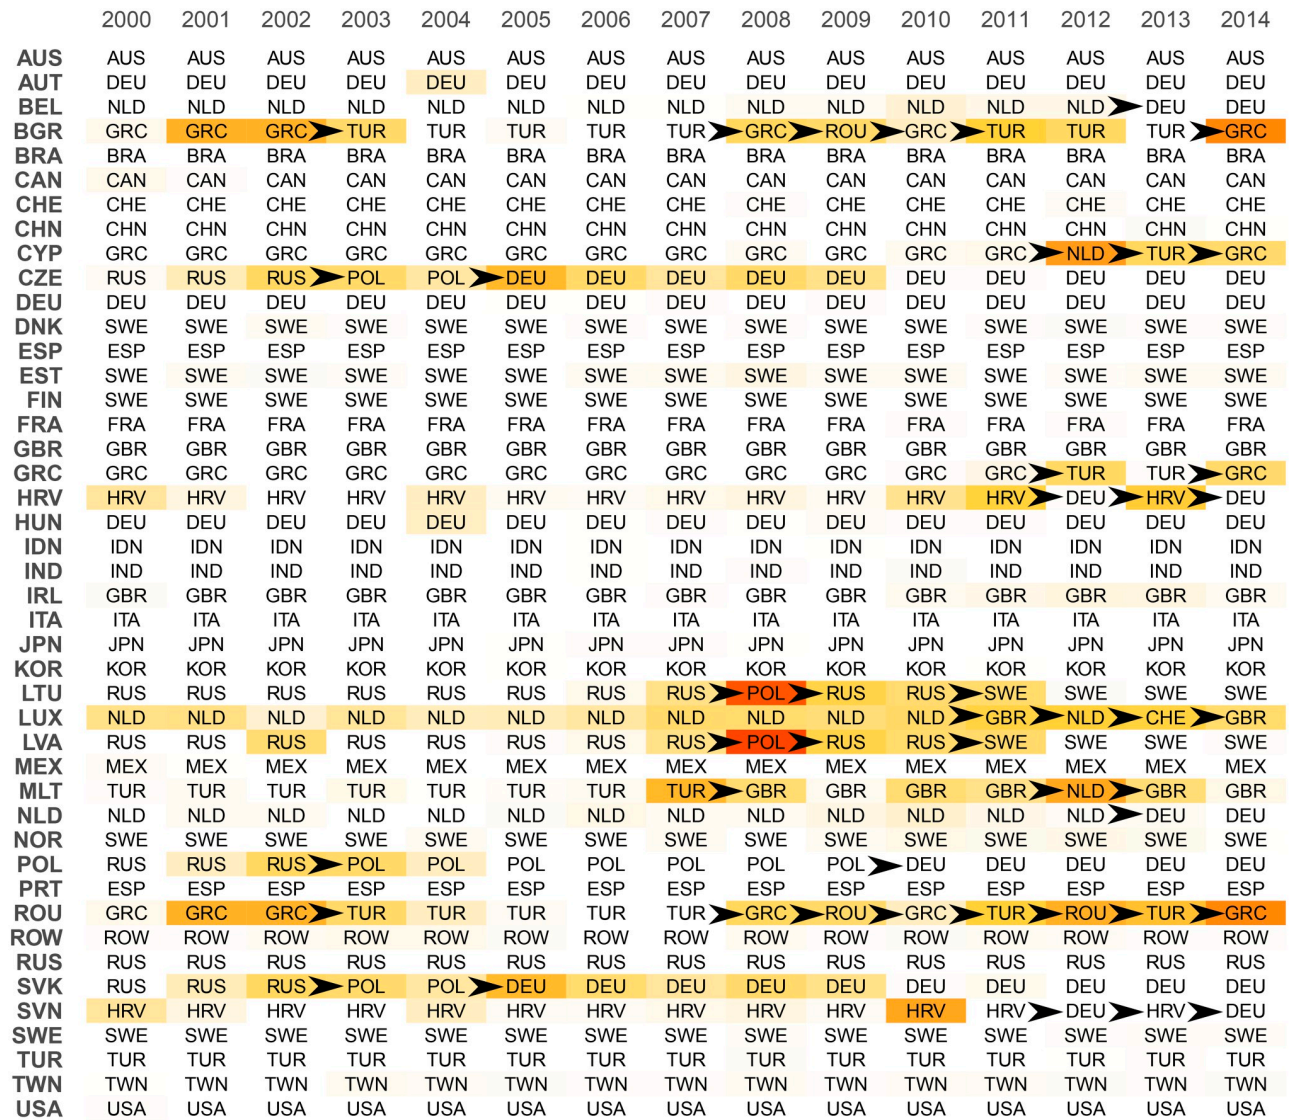 2000 2001 2002 2003 2004 2005 2006 2007 2008 2009 2010 2011 2012 2013 2014
AUS AUS AUS AUS AUS AUS AUS AUS AUS AUS AUS AUS AUS AUS AUS AUS
AUT DEU DEU DEU DEU DEU DEU DEU DEU DEU DEU DEU DEU DEU DEU DEU
BEL NLD NLD NLD NLD NLD NLD NLD NLD NLD NLD NLD NLD NLD DEU DEU
BGR GRC GRC GRC TUR TUR TUR TUR TUR GRC ROU GRC TUR TUR TUR GRC
BRA BRA BRA BRA BRA BRA BRA BRA BRA BRA BRA BRA BRA BRA BRA BRA
CAN CAN CAN CAN CAN CAN CAN CAN CAN CAN CAN CAN CAN CAN CAN CAN
CHE CHE CHE CHE CHE CHE CHE CHE CHE CHE CHE CHE CHE CHE CHE CHE
CHN CHN CHN CHN CHN CHN CHN CHN CHN CHN CHN CHN CHN CHN CHN CHN
CYP GRC GRC GRC GRC GRC GRC GRC GRC GRC GRC GRC GRC NLD TUR GRC
CZE RUS RUS RUS POL POL DEU DEU DEU DEU DEU DEU DEU DEU DEU DEU
DEU DEU DEU DEU DEU DEU DEU DEU DEU DEU DEU DEU DEU DEU DEU DEU
DNK SWE SWE SWE SWE SWE SWE SWE SWE SWE SWE SWE SWE SWE SWE SWE
ESP ESP ESP ESP ESP ESP ESP ESP ESP ESP ESP ESP ESP ESP ESP ESP
EST SWE SWE SWE SWE SWE SWE SWE SWE SWE SWE SWE SWE SWE SWE SWE
FIN SWE SWE SWE SWE SWE SWE SWE SWE SWE SWE SWE SWE SWE SWE SWE
FRA FRA FRA FRA FRA FRA FRA FRA FRA FRA FRA FRA FRA FRA FRA FRA
GBR GBR GBR GBR GBR GBR GBR GBR GBR GBR GBR GBR GBR GBR GBR GBR
GRC GRC GRC GRC GRC GRC GRC GRC GRC GRC GRC GRC GRC TUR TUR GRC
HRV HRV HRV HRV HRV HRV HRV HRV HRV HRV HRV HRV HRV DEU HRV DEU
HUN DEU DEU DEU DEU DEU DEU DEU DEU DEU DEU DEU DEU DEU DEU DEU
IDN IDN IDN IDN IDN IDN IDN IDN IDN IDN IDN IDN IDN IDN IDN IDN
IND IND IND IND IND IND IND IND IND IND IND IND IND IND IND IND
IRL GBR GBR GBR GBR GBR GBR GBR GBR GBR GBR GBR GBR GBR GBR GBR
ITA ITA ITA ITA ITA ITA ITA ITA ITA ITA ITA ITA ITA ITA ITA ITA
JPN JPN JPN JPN JPN JPN JPN JPN JPN JPN JPN JPN JPN JPN JPN JPN
KOR KOR KOR KOR KOR KOR KOR KOR KOR KOR KOR KOR KOR KOR KOR KOR
LTU RUS RUS RUS RUS RUS RUS RUS RUS POL RUS RUS SWE SWE SWE SWE
LUX NLD NLD NLD NLD NLD NLD NLD NLD NLD NLD NLD GBR NLD CHE GBR
LVA RUS RUS RUS RUS RUS RUS RUS RUS POL RUS RUS SWE SWE SWE SWE
MEX MEX MEX MEX MEX MEX MEX MEX MEX MEX MEX MEX MEX MEX MEX MEX
MLT TUR TUR TUR TUR TUR TUR TUR TUR GBR GBR GBR GBR NLD GBR GBR
NLD NLD NLD NLD NLD NLD NLD NLD NLD NLD NLD NLD NLD NLD DEU DEU
NOR SWE SWE SWE SWE SWE SWE SWE SWE SWE SWE SWE SWE SWE SWE SWE
POL RUS RUS RUS POL POL POL POL POL POL POL DEU DEU DEU DEU DEU
PRT ESP ESP ESP ESP ESP ESP ESP ESP ESP ESP ESP ESP ESP ESP ESP
ROU GRC GRC GRC TUR TUR TUR TUR TUR GRC ROU GRC TUR ROU TUR GRC
ROW ROW ROW ROW ROW ROW ROW ROW ROW ROW ROW ROW ROW ROW ROW ROW
RUS RUS RUS RUS RUS RUS RUS RUS RUS RUS RUS RUS RUS RUS RUS RUS
SVK RUS RUS RUS POL POL DEU DEU DEU DEU DEU DEU DEU DEU DEU DEU
SVN HRV HRV HRV HRV HRV HRV HRV HRV HRV HRV HRV HRV DEU HRV DEU
SWE SWE SWE SWE SWE SWE SWE SWE SWE SWE SWE SWE SWE SWE SWE SWE
TUR TUR TUR TUR TUR TUR TUR TUR TUR TUR TUR TUR TUR TUR TUR TUR
TWN TWN TWN TWN TWN TWN TWN TWN TWN TWN TWN TWN TWN TWN TWN TWN
USA USA USA USA USA USA USA USA USA USA USA USA USA USA USA USA